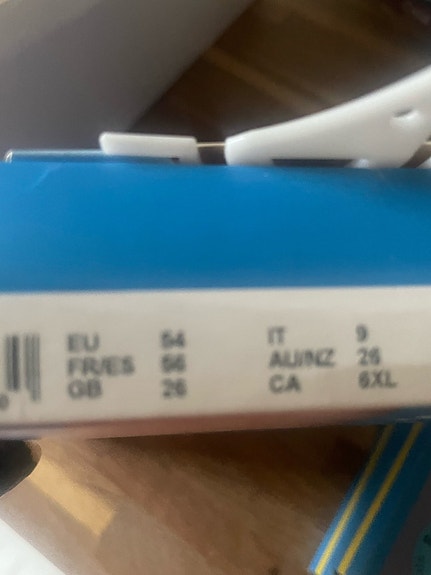 EU 54 IT 9
FR/ES 56 AU/NZ 26
GB 26 CA 6XL